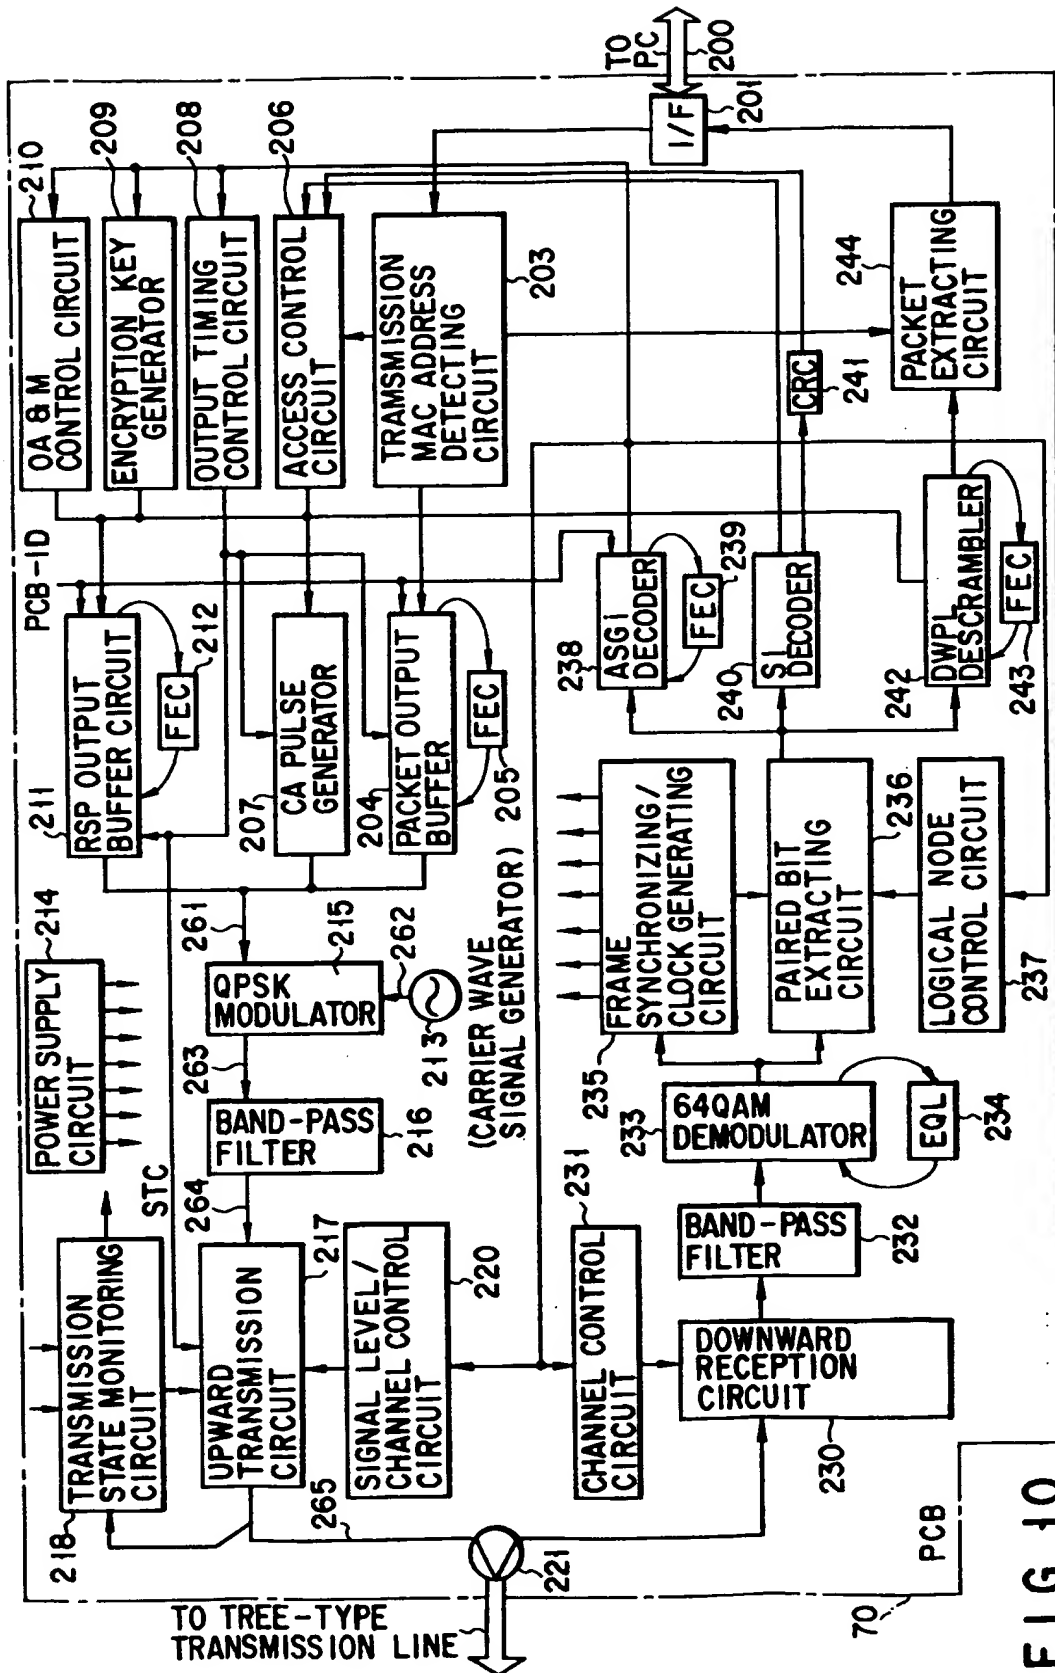 TO PC
200
201
I/F
210
OA & M
CONTROL CIRCUIT
209
ENCRYPTION KEY
GENERATOR
208
OUTPUT TIMING
CONTROL CIRCUIT
206
ACCESS CONTROL
CIRCUIT
TRAMSMISSION
MAC ADDRESS
DETECTING
CIRCUIT
203
PACKET
EXTRACTING
CIRCUIT
244
CRC
241
PCB-ID
211
RSP OUTPUT
BUFFER CIRCUIT
FEC
212
207
CA PULSE
GENERATOR
204
PACKET OUTPUT
BUFFER
FEC
205
238
ASGI
DECODER
FEC
239
240
SI
DECODER
242
DWPL
DESCRAMBLER
FEC
243
POWER SUPPLY
CIRCUIT
214
261
QPSK
MODULATOR
215
262
213
(CARRIER WAVE
SIGNAL GENERATOR)
263
BAND-PASS
FILTER
216
264
STC
235
FRAME
SYNCHRONIZING/
CLOCK GENERATING
CIRCUIT
PAIRED BIT
EXTRACTING
CIRCUIT
236
LOGICAL NODE
CONTROL CIRCUIT
237
233
64QAM
DEMODULATOR
EQL
234
BAND-PASS
FILTER
232
218
TRANSMISSION
STATE MONITORING
CIRCUIT
UPWARD
TRANSMISSION
CIRCUIT
217
SIGNAL LEVEL/
CHANNEL CONTROL
CIRCUIT
220
CHANNEL CONTROL
CIRCUIT
231
DOWNWARD
RECEPTION
CIRCUIT
230
265
221
TO TREE-TYPE
TRANSMISSION LINE
70
PCB
FIG. 10